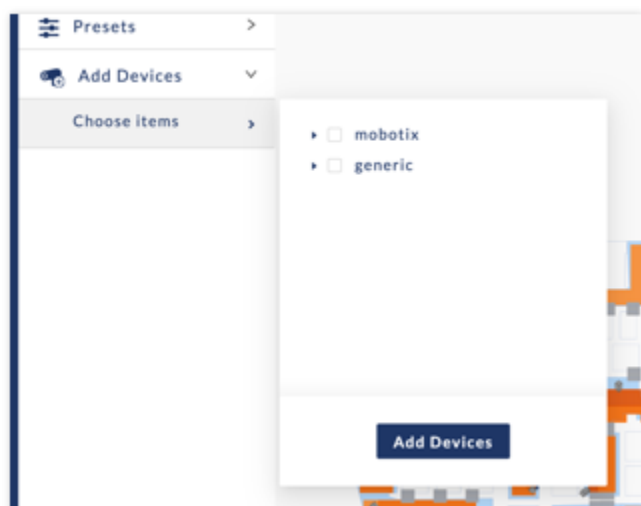 Presets
Add Devices
Choose items
mobotix
generic
Add Devices